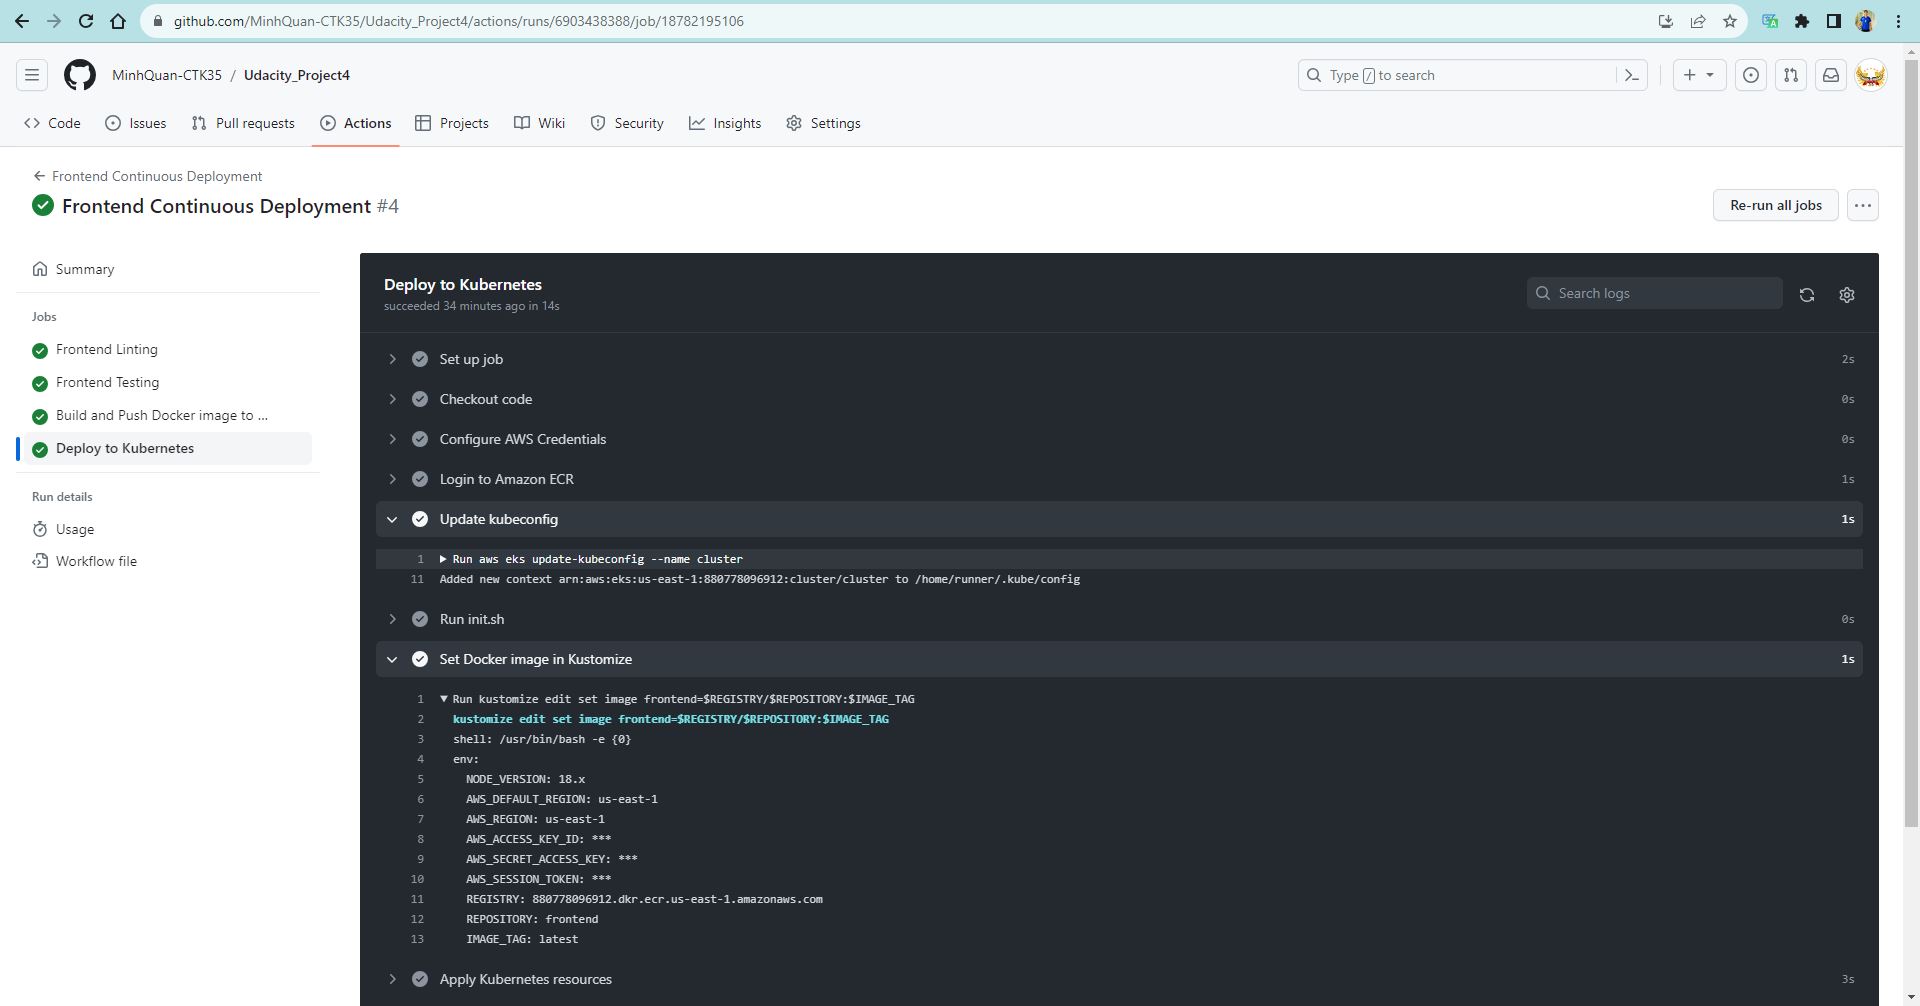 github.com/MinhQuan-CTK35/Udacity_Project4/actions/runs/6903438388/job/18782195106
MinhQuan-CTK35 / Udacity_Project4
Type / to search
Code
Issues
Pull requests
Actions
Projects
Wiki
Security
Insights
Settings
Frontend Continuous Deployment
Frontend Continuous Deployment #4
Re-run all jobs
Summary
Jobs
Frontend Linting
Frontend Testing
Build and Push Docker image to ...
Deploy to Kubernetes
Run details
Usage
Workflow file
Deploy to Kubernetes
succeeded 34 minutes ago in 14s
Search logs
Set up job 2s
Checkout code 0s
Configure AWS Credentials 0s
Login to Amazon ECR 1s
Update kubeconfig 1s
1 Run aws eks update-kubeconfig --name cluster
11 Added new context arn:aws:eks:us-east-1:880778096912:cluster/cluster to /home/runner/.kube/config
Run init.sh 0s
Set Docker image in Kustomize 1s
1 Run kustomize edit set image frontend=$REGISTRY/$REPOSITORY:$IMAGE_TAG
2 kustomize edit set image frontend=$REGISTRY/$REPOSITORY:$IMAGE_TAG
3 shell: /usr/bin/bash -e {0}
4 env:
5 NODE_VERSION: 18.x
6 AWS_DEFAULT_REGION: us-east-1
7 AWS_REGION: us-east-1
8 AWS_ACCESS_KEY_ID: ***
9 AWS_SECRET_ACCESS_KEY: ***
10 AWS_SESSION_TOKEN: ***
11 REGISTRY: 880778096912.dkr.ecr.us-east-1.amazonaws.com
12 REPOSITORY: frontend
13 IMAGE_TAG: latest
Apply Kubernetes resources 3s